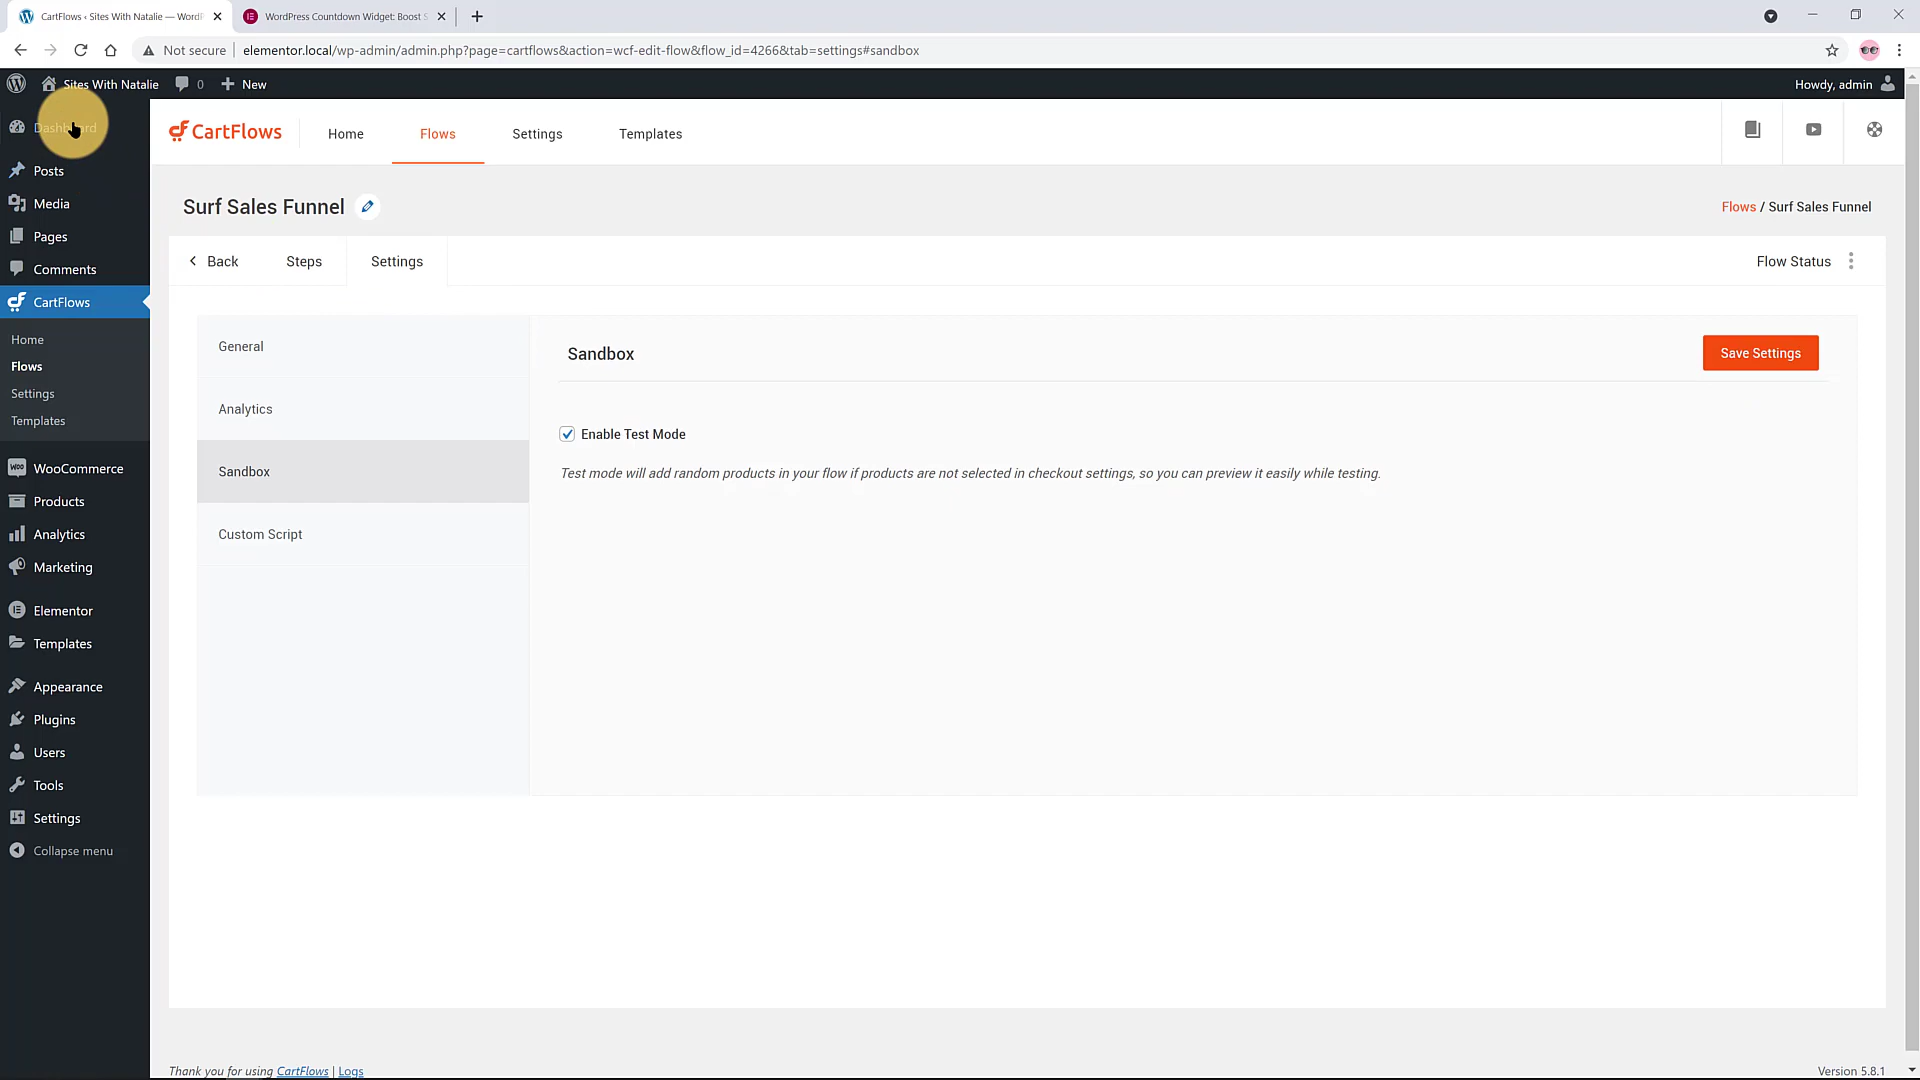 CartFlows ‹ Sites With Natalie — WordP
WordPress Countdown Widget: Boost S
Not secure
elementor.local/wp-admin/admin.php?page=cartflows&action=wcf-edit-flow&flow_id=4266&tab=settings#sandbox
Sites With Natalie
0
New
Howdy, admin
Dashboard
Posts
Media
Pages
Comments
CartFlows
Home
Flows
Settings
Templates
WooCommerce
Products
Analytics
Marketing
Elementor
Templates
Appearance
Plugins
Users
Tools
Settings
Collapse menu
CartFlows
Home
Flows
Settings
Templates
Surf Sales Funnel
Flows / Surf Sales Funnel
Back
Steps
Settings
Flow Status
General
Analytics
Sandbox
Custom Script
Sandbox
Save Settings
Enable Test Mode
Test mode will add random products in your flow if products are not selected in checkout settings, so you can preview it easily while testing.
Thank you for using CartFlows | Logs
Version 5.8.1